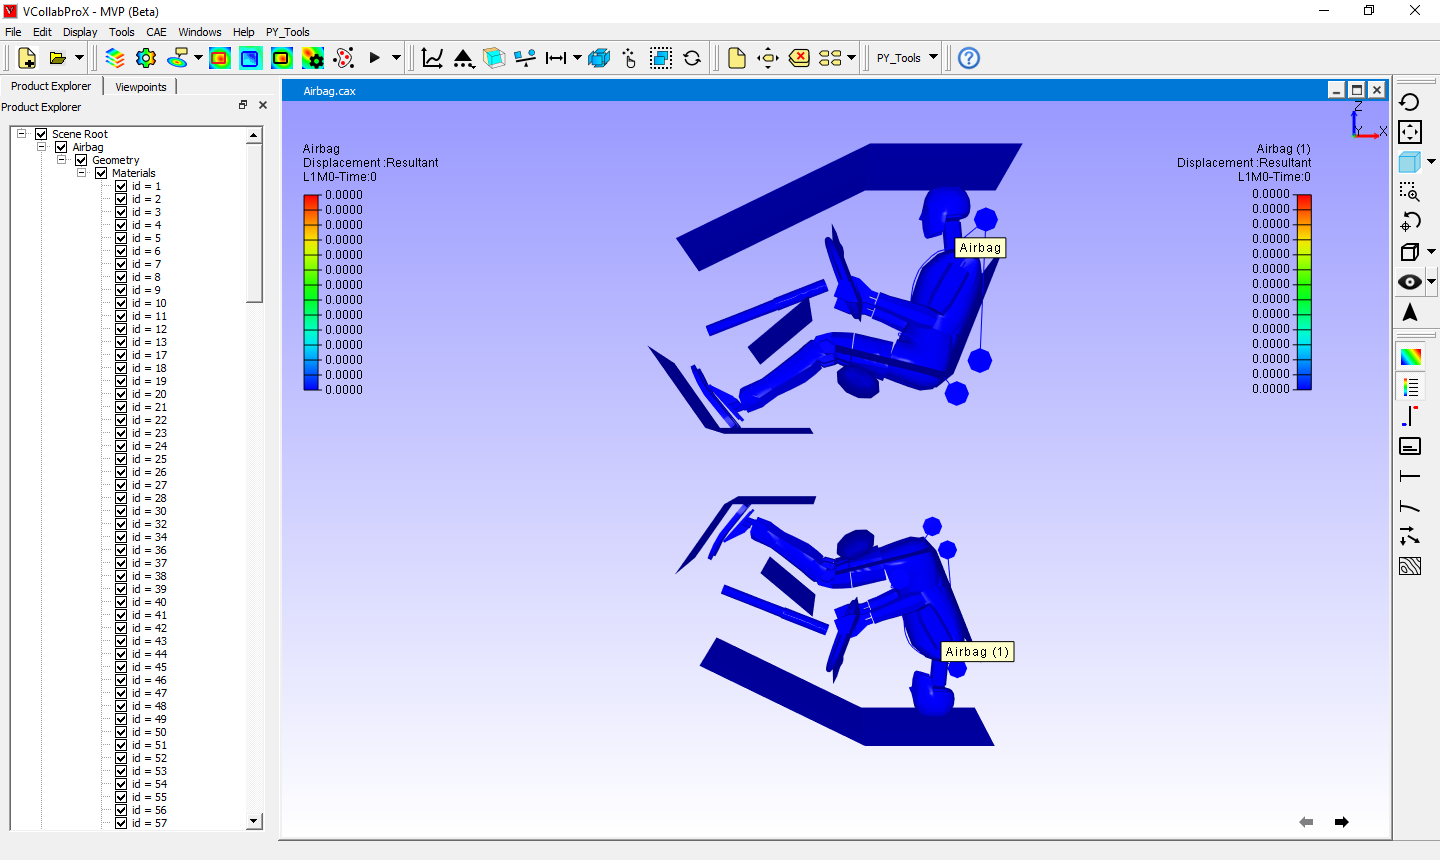 VCollabProX - MVP (Beta)
File Edit Display Tools CAE Windows Help PY_Tools
PY_Tools
Product Explorer Viewpoints
Product Explorer
Scene Root
Airbag
Geometry
Materials
id = 1
id = 2
id = 3
id = 4
id = 5
id = 6
id = 7
id = 8
id = 9
id = 10
id = 11
id = 12
id = 13
id = 17
id = 18
id = 19
id = 20
id = 21
id = 22
id = 23
id = 24
id = 25
id = 26
id = 27
id = 28
id = 30
id = 32
id = 34
id = 36
id = 37
id = 38
id = 39
id = 40
id = 41
id = 42
id = 43
id = 44
id = 45
id = 46
id = 47
id = 48
id = 49
id = 50
id = 51
id = 52
id = 53
id = 54
id = 55
id = 56
id = 57
Airbag.cax
Z
Y X
Airbag
Displacement :Resultant
L1M0-Time:0
0.0000
0.0000
0.0000
0.0000
0.0000
0.0000
0.0000
0.0000
0.0000
0.0000
0.0000
0.0000
0.0000
0.0000
Airbag (1)
Displacement :Resultant
L1M0-Time:0
0.0000
0.0000
0.0000
0.0000
0.0000
0.0000
0.0000
0.0000
0.0000
0.0000
0.0000
0.0000
0.0000
0.0000
Airbag
Airbag (1)